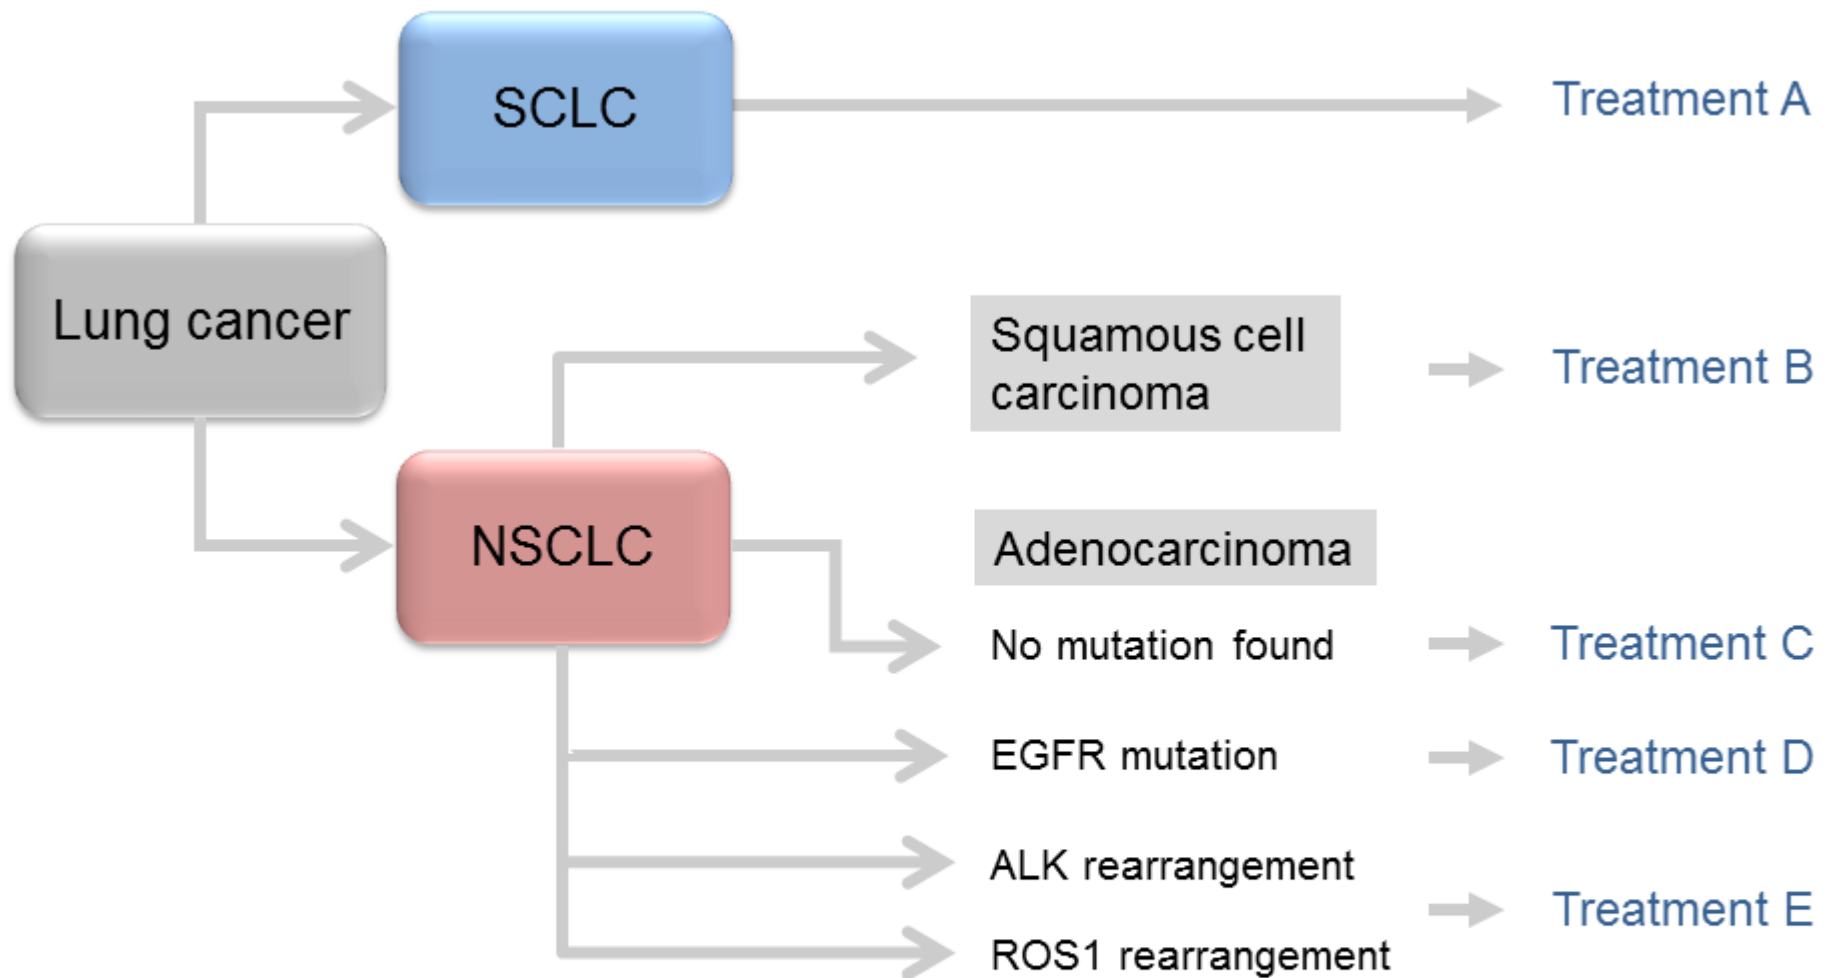 SCLC
Treatment A
Lung cancer
Squamous cell
carcinoma
Treatment B
NSCLC
Adenocarcinoma
No mutation found
Treatment C
EGFR mutation
Treatment D
ALK rearrangement
Treatment E
ROS1 rearrangement